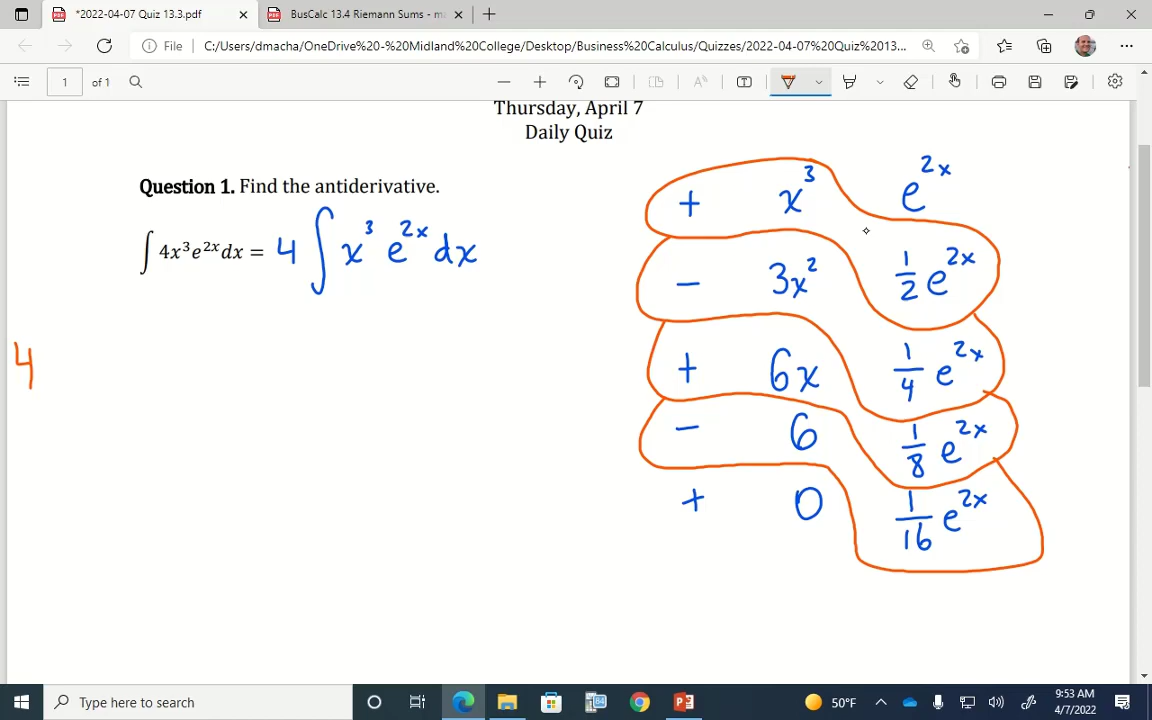 *2022-04-07 Quiz 13.3.pdf
BusCalc 13.4 Riemann Sums - m
File C:/Users/dmacha/OneDrive%20-%20Midland%20College/Desktop/Business%20Calculus/Quizzes/2022-04-07%20Quiz%2013...
1 of 1
Thursday, April 7
Daily Quiz
Question 1. Find the antiderivative.
∫ 4x³e²ˣdx = 4 ∫ x³ e²ˣ dx
4
+ x³ e²ˣ
− 3x² 1/2 e²ˣ
+ 6x 1/4 e²ˣ
− 6 1/8 e²ˣ
+ 0 1/16 e²ˣ
Type here to search
50°F
9:53 AM
4/7/2022